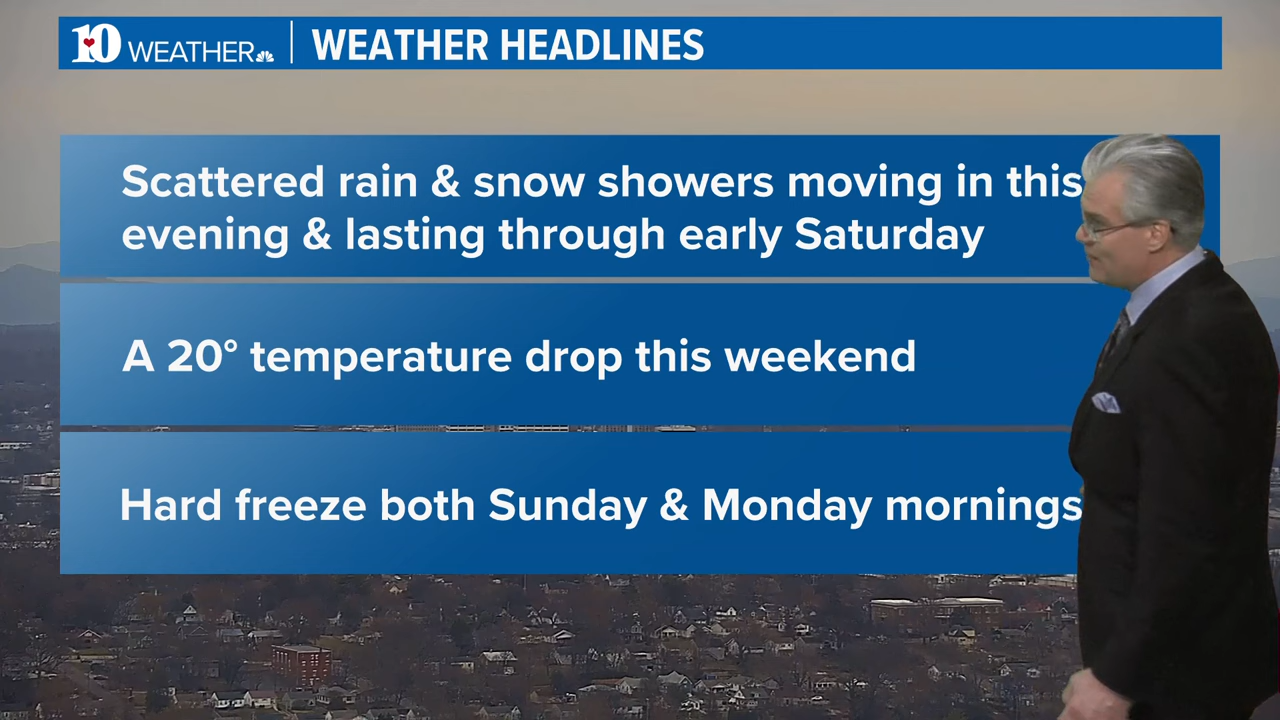 10 WEATHER WEATHER HEADLINES
Scattered rain & snow showers moving in this
evening & lasting through early Saturday
A 20° temperature drop this weekend
Hard freeze both Sunday & Monday mornings